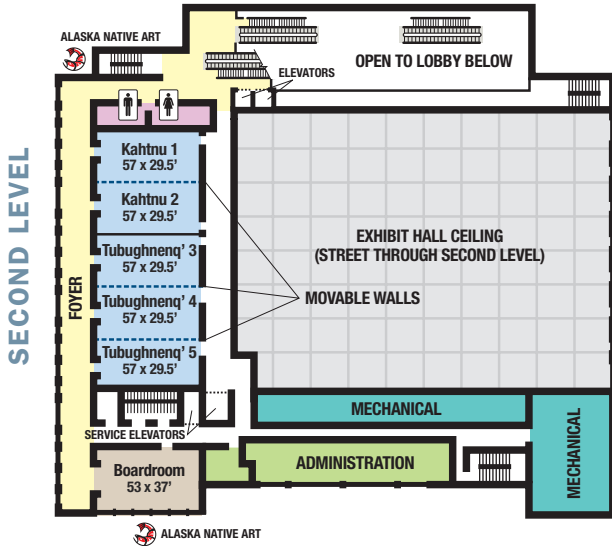 ALASKA NATIVE ART
OPEN TO LOBBY BELOW
ELEVATORS
SECOND LEVEL
FOYER
Kahtnu 1
57 x 29.5'
Kahtnu 2
57 x 29.5'
Tubughnenq' 3
57 x 29.5'
Tubughnenq' 4
57 x 29.5'
Tubughnenq' 5
57 x 29.5'
EXHIBIT HALL CEILING
(STREET THROUGH SECOND LEVEL)
MOVABLE WALLS
MECHANICAL
MECHANICAL
SERVICE ELEVATORS
Boardroom
53 x 37'
ADMINISTRATION
ALASKA NATIVE ART